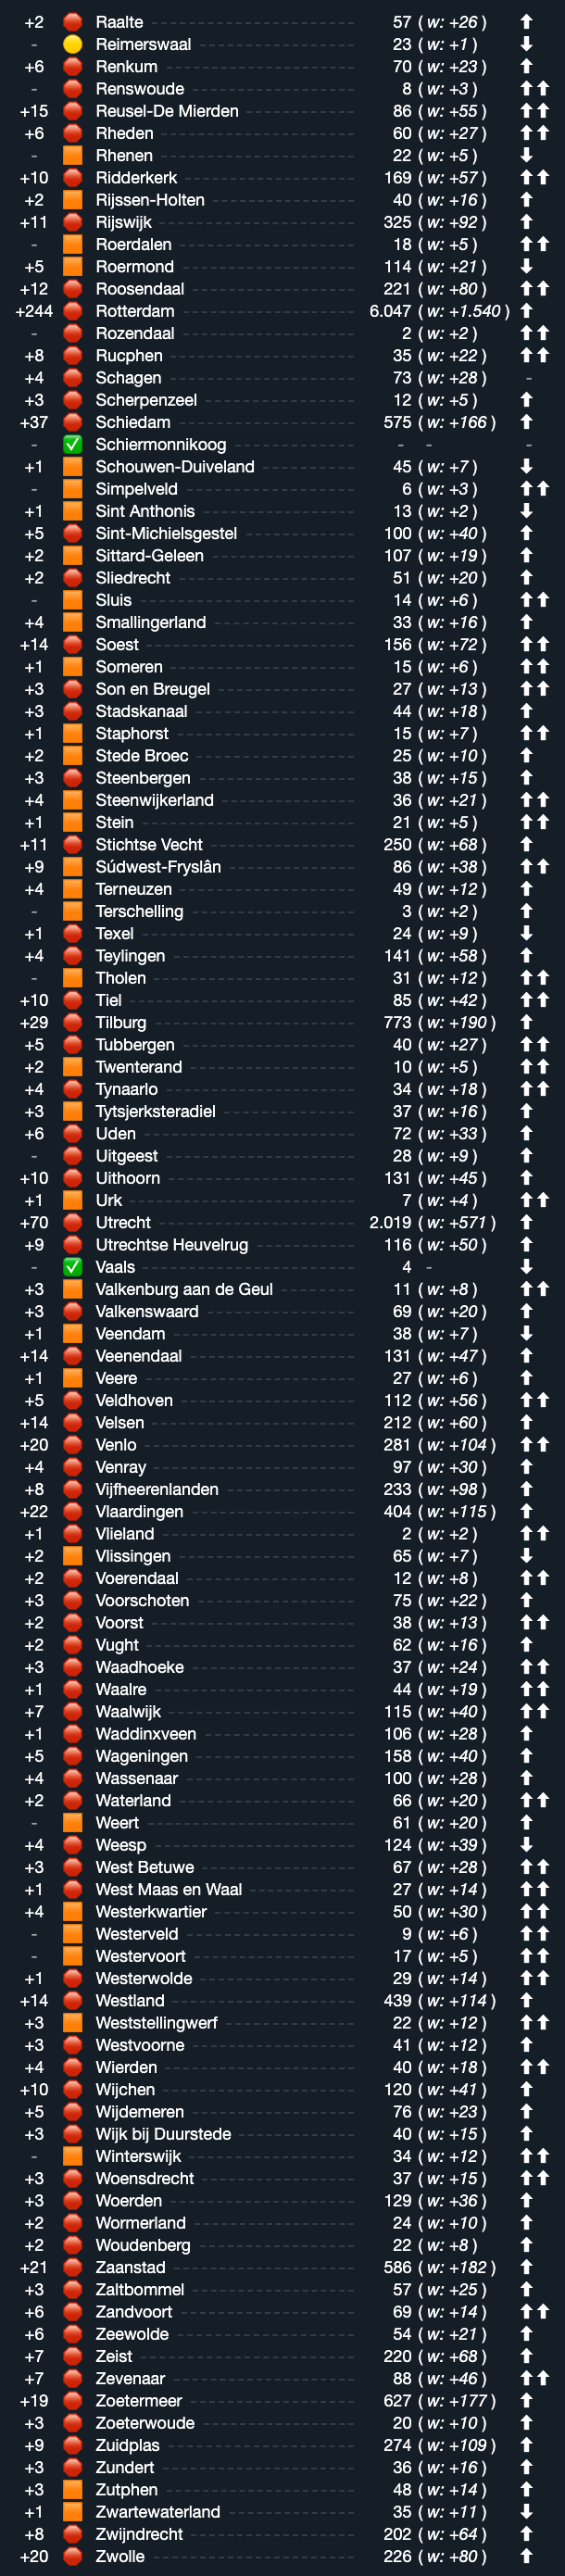 +2 Raalte 57 (w: +26)
- Reimerswaal 23 (w: +1)
+6 Renkum 70 (w: +23)
- Renswoude 8 (w: +3)
+15 Reusel-De Mierden 86 (w: +55)
+6 Rheden 60 (w: +27)
- Rhenen 22 (w: +5)
+10 Ridderkerk 169 (w: +57)
+2 Rijssen-Holten 40 (w: +16)
+11 Rijswijk 325 (w: +92)
- Roerdalen 18 (w: +5)
+5 Roermond 114 (w: +21)
+12 Roosendaal 221 (w: +80)
+244 Rotterdam 6.047 (w: +1.540)
- Rozendaal 2 (w: +2)
+8 Rucphen 35 (w: +22)
+4 Schagen 73 (w: +28) -
+3 Scherpenzeel 12 (w: +5)
+37 Schiedam 575 (w: +166)
- Schiermonnikoog - - -
+1 Schouwen-Duiveland 45 (w: +7)
- Simpelveld 6 (w: +3)
+1 Sint Anthonis 13 (w: +2)
+5 Sint-Michielsgestel 100 (w: +40)
+2 Sittard-Geleen 107 (w: +19)
+2 Sliedrecht 51 (w: +20)
- Sluis 14 (w: +6)
+4 Smallingerland 33 (w: +16)
+14 Soest 156 (w: +72)
+1 Someren 15 (w: +6)
+3 Son en Breugel 27 (w: +13)
+3 Stadskanaal 44 (w: +18)
+1 Staphorst 15 (w: +7)
+2 Stede Broec 25 (w: +10)
+3 Steenbergen 38 (w: +15)
+4 Steenwijkerland 36 (w: +21)
+1 Stein 21 (w: +5)
+11 Stichtse Vecht 250 (w: +68)
+9 Súdwest-Fryslân 86 (w: +38)
+4 Terneuzen 49 (w: +12)
- Terschelling 3 (w: +2)
+1 Texel 24 (w: +9)
+4 Teylingen 141 (w: +58)
- Tholen 31 (w: +12)
+10 Tiel 85 (w: +42)
+29 Tilburg 773 (w: +190)
+5 Tubbergen 40 (w: +27)
+2 Twenterand 10 (w: +5)
+4 Tynaarlo 34 (w: +18)
+3 Tytsjerksteradiel 37 (w: +16)
+6 Uden 72 (w: +33)
- Uitgeest 28 (w: +9)
+10 Uithoorn 131 (w: +45)
+1 Urk 7 (w: +4)
+70 Utrecht 2.019 (w: +571)
+9 Utrechtse Heuvelrug 116 (w: +50)
- Vaals 4 -
+3 Valkenburg aan de Geul 11 (w: +8)
+3 Valkenswaard 69 (w: +20)
+1 Veendam 38 (w: +7)
+14 Veenendaal 131 (w: +47)
+1 Veere 27 (w: +6)
+5 Veldhoven 112 (w: +56)
+14 Velsen 212 (w: +60)
+20 Venlo 281 (w: +104)
+4 Venray 97 (w: +30)
+8 Vijfheerenlanden 233 (w: +98)
+22 Vlaardingen 404 (w: +115)
+1 Vlieland 2 (w: +2)
+2 Vlissingen 65 (w: +7)
+2 Voerendaal 12 (w: +8)
+3 Voorschoten 75 (w: +22)
+2 Voorst 38 (w: +13)
+2 Vught 62 (w: +16)
+3 Waadhoeke 37 (w: +24)
+1 Waalre 44 (w: +19)
+7 Waalwijk 115 (w: +40)
+1 Waddinxveen 106 (w: +28)
+5 Wageningen 158 (w: +40)
+4 Wassenaar 100 (w: +28)
+2 Waterland 66 (w: +20)
- Weert 61 (w: +20)
+4 Weesp 124 (w: +39)
+3 West Betuwe 67 (w: +28)
+1 West Maas en Waal 27 (w: +14)
+4 Westerkwartier 50 (w: +30)
- Westerveld 9 (w: +6)
- Westervoort 17 (w: +5)
+1 Westerwolde 29 (w: +14)
+14 Westland 439 (w: +114)
+3 Weststellingwerf 22 (w: +12)
+3 Westvoorne 41 (w: +12)
+4 Wierden 40 (w: +18)
+10 Wijchen 120 (w: +41)
+5 Wijdemeren 76 (w: +23)
+3 Wijk bij Duurstede 40 (w: +15)
- Winterswijk 34 (w: +12)
+3 Woensdrecht 37 (w: +15)
+3 Woerden 129 (w: +36)
+2 Wormerland 24 (w: +10)
+2 Woudenberg 22 (w: +8)
+21 Zaanstad 586 (w: +182)
+3 Zaltbommel 57 (w: +25)
+6 Zandvoort 69 (w: +14)
+6 Zeewolde 54 (w: +21)
+7 Zeist 220 (w: +68)
+7 Zevenaar 88 (w: +46)
+19 Zoetermeer 627 (w: +177)
+3 Zoeterwoude 20 (w: +10)
+9 Zuidplas 274 (w: +109)
+3 Zundert 36 (w: +16)
+3 Zutphen 48 (w: +14)
+1 Zwartewaterland 35 (w: +11)
+8 Zwijndrecht 202 (w: +64)
+20 Zwolle 226 (w: +80)